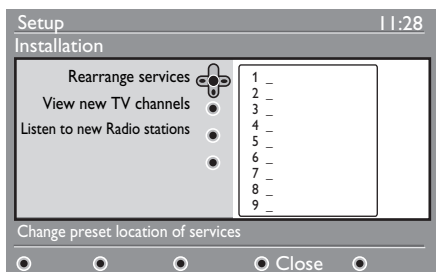 Setup 11:28
Installation
Rearrange services
View new TV channels
Listen to new Radio stations
1 _
2 _
3 _
4 _
5 _
6 _
7 _
8 _
9 _
Change preset location of services
Close